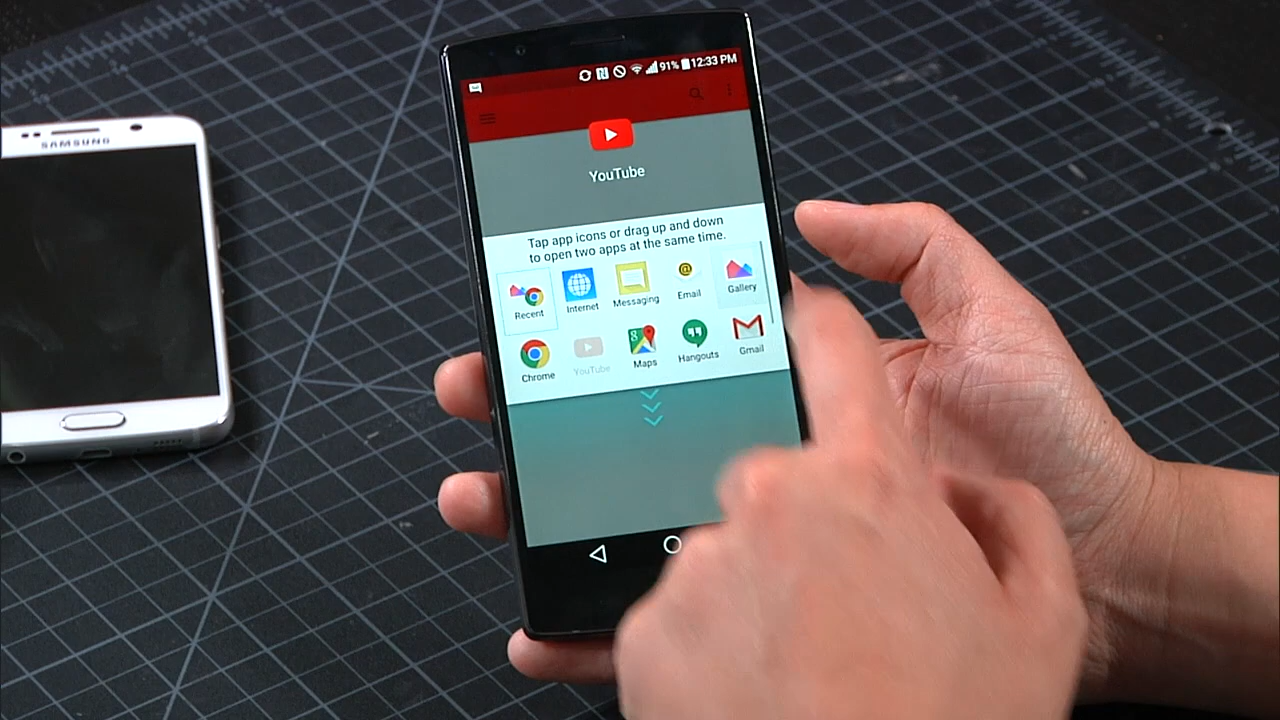 SAMSUNG
91% 12:33 PM
YouTube
Tap app icons or drag up and down
to open two apps at the same time.
Recent Internet Messaging Email Gallery
Chrome YouTube Maps Hangouts Gmail